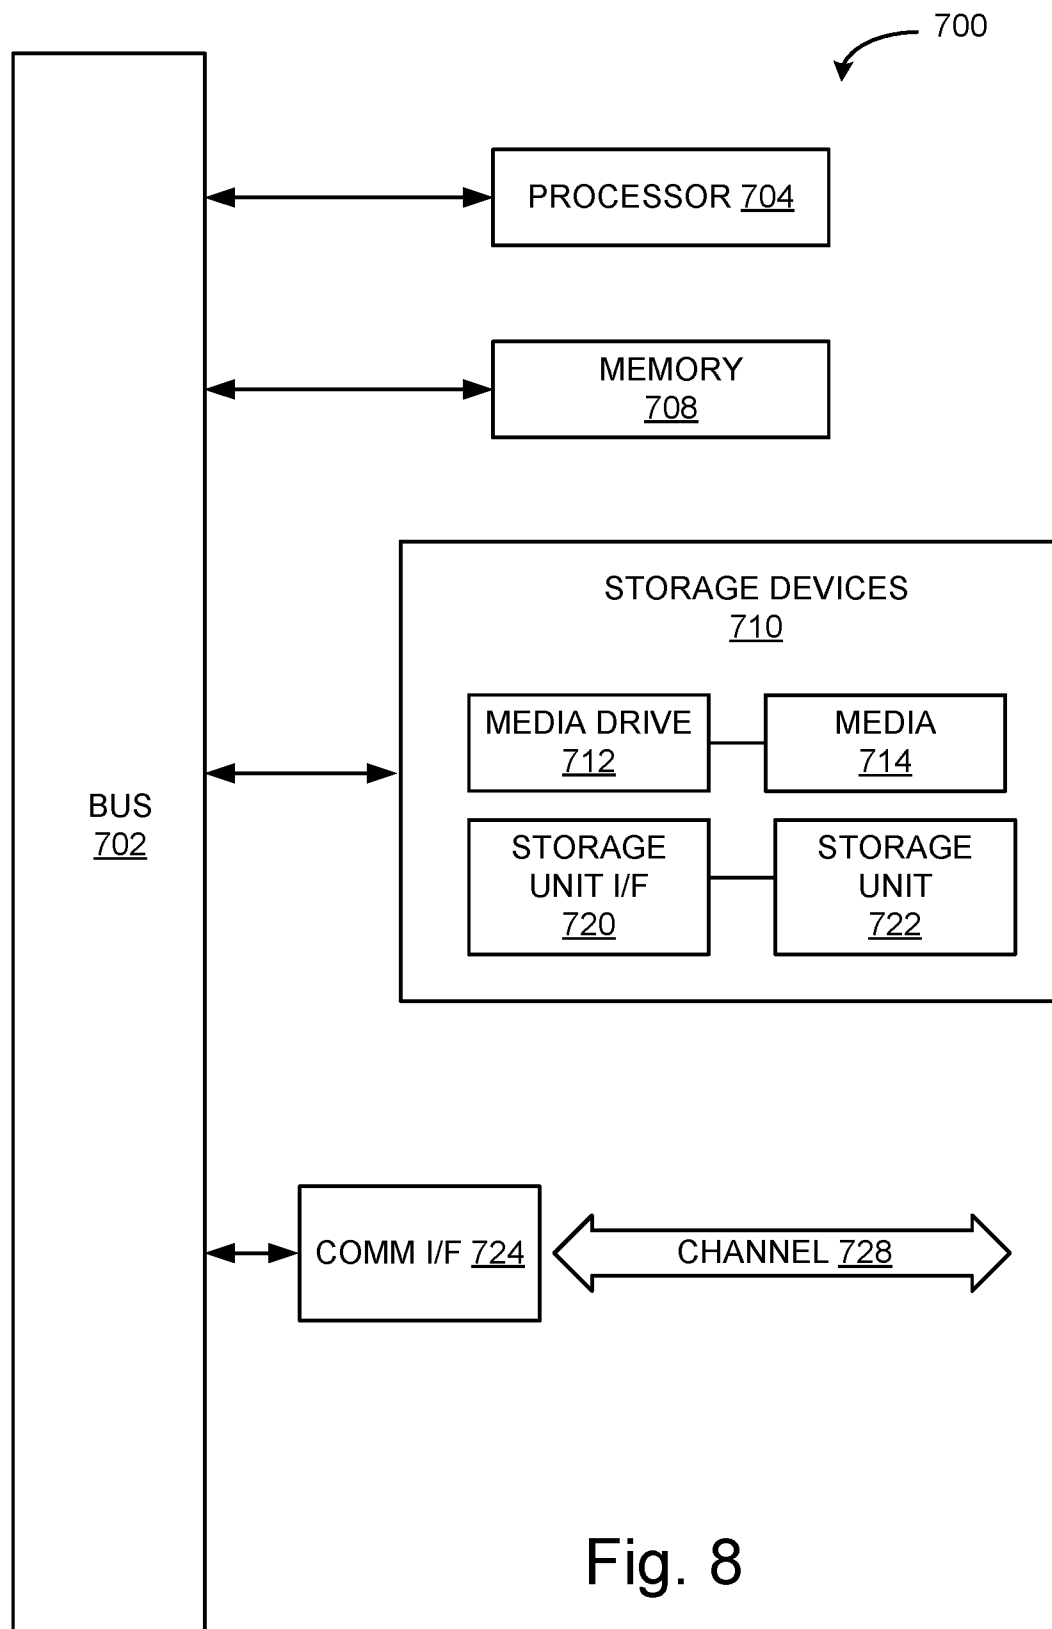 700
PROCESSOR 704
MEMORY
708
STORAGE DEVICES
710
MEDIA DRIVE
712
MEDIA
714
BUS
702
STORAGE
UNIT I/F
720
STORAGE
UNIT
722
COMM I/F 724
CHANNEL 728
Fig. 8